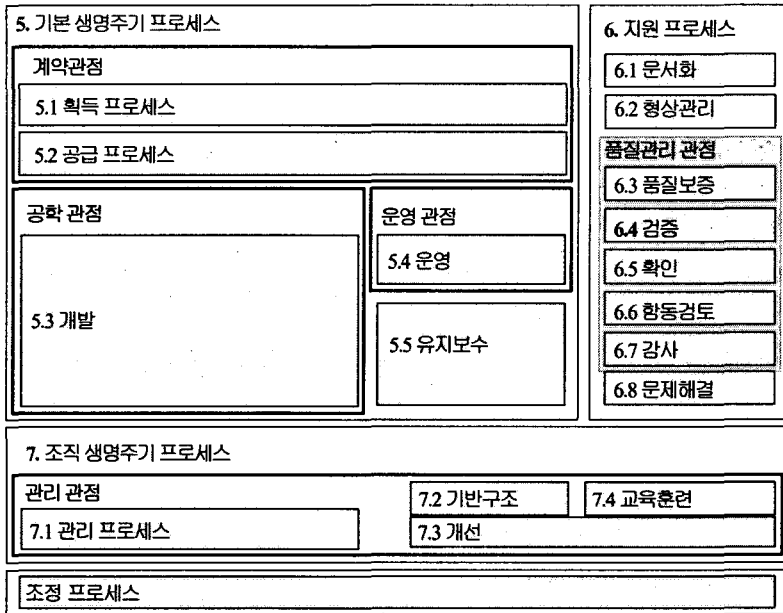 5. 기본 생명주기 프로세스
계약관점
5.1 획득 프로세스
5.2 공급 프로세스
공학 관점
5.3 개발
운영 관점
5.4 운영
5.5 유지보수
6. 지원 프로세스
6.1 문서화
6.2 형상관리
품질관리 관점
6.3 품질보증
6.4 검증
6.5 확인
6.6 합동검토
6.7 감사
6.8 문제해결
7. 조직 생명주기 프로세스
관리 관점
7.1 관리 프로세스
7.2 기반구조
7.3 개선
7.4 교육훈련
조정 프로세스